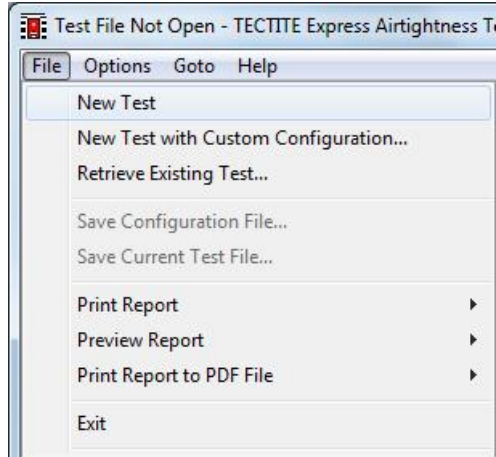 Test File Not Open - TECTITE Express Airtightness
File Options Goto Help
New Test
New Test with Custom Configuration...
Retrieve Existing Test...
Save Configuration File...
Save Current Test File...
Print Report
Preview Report
Print Report to PDF File
Exit